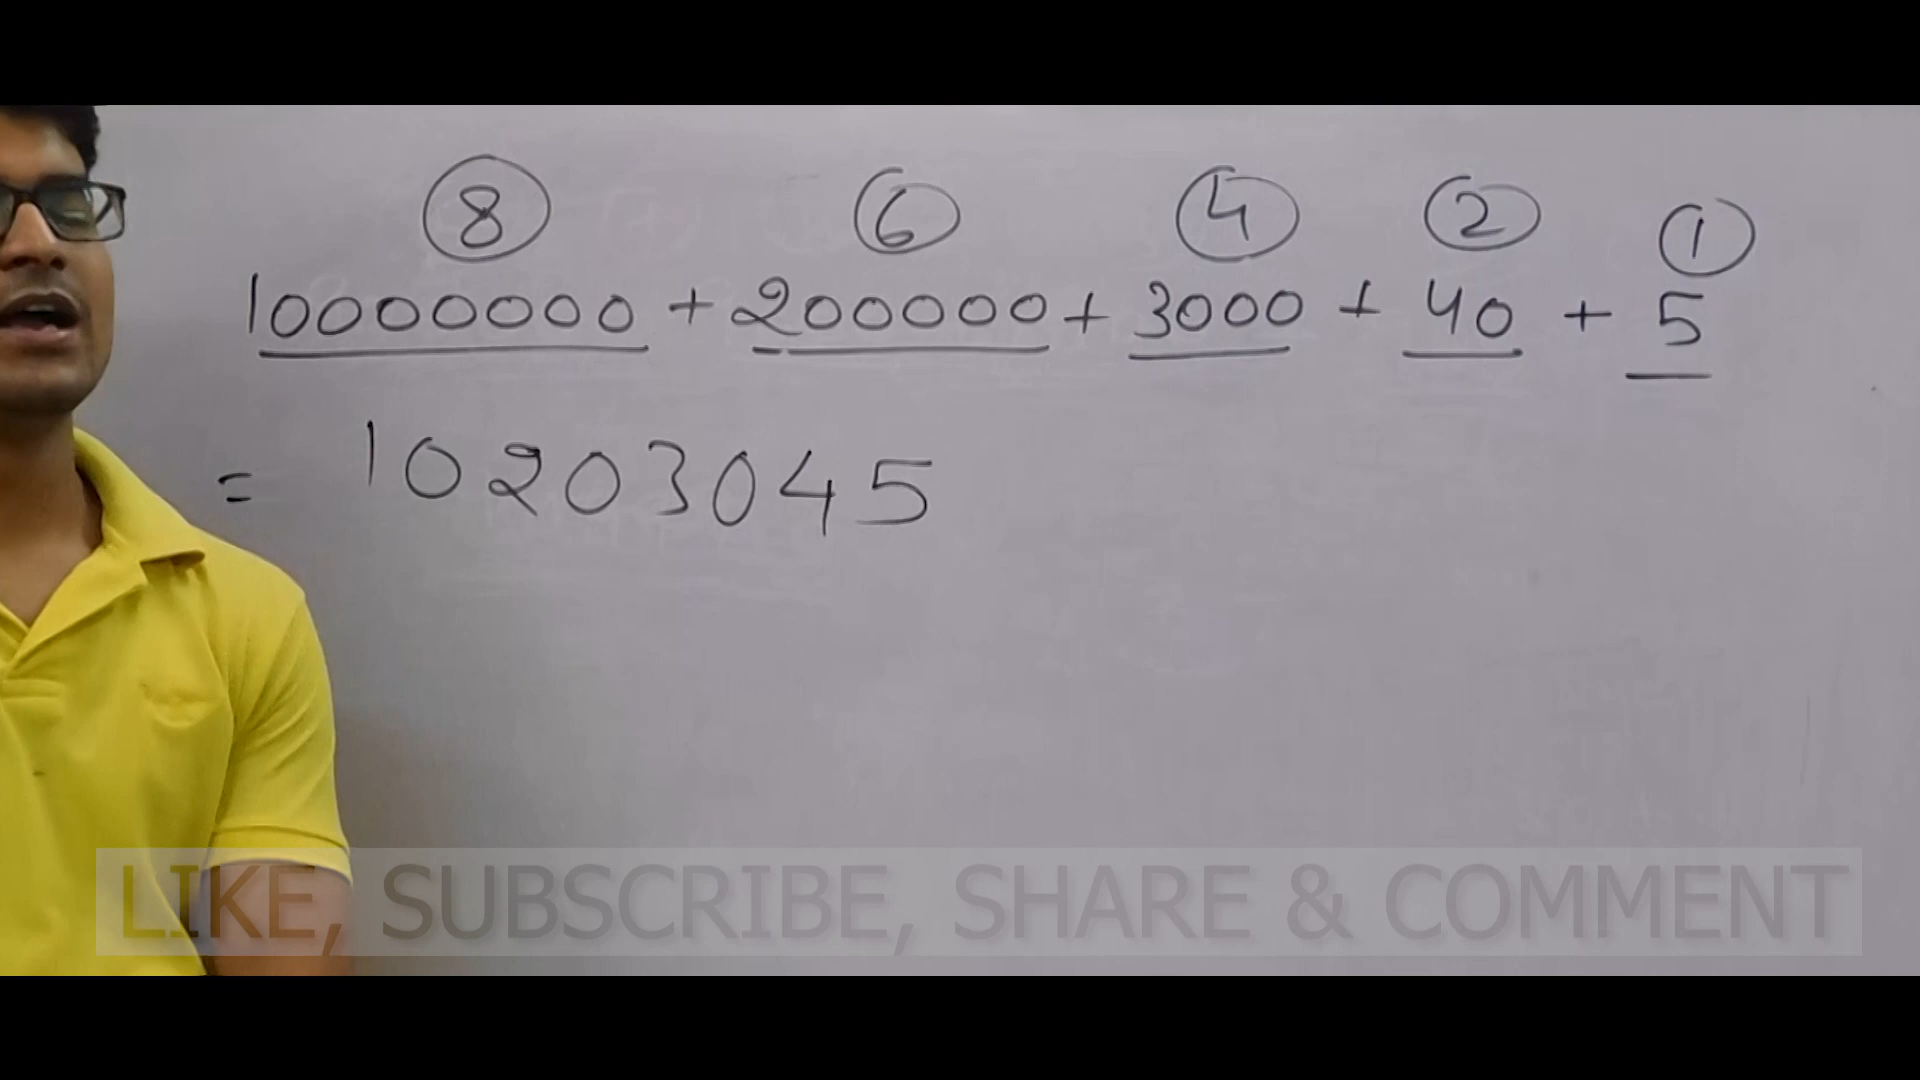 8 6 4 2 1
10000000 + 200000 + 3000 + 40 + 5
= 10203045
LIKE, SUBSCRIBE, SHARE & COMMENT